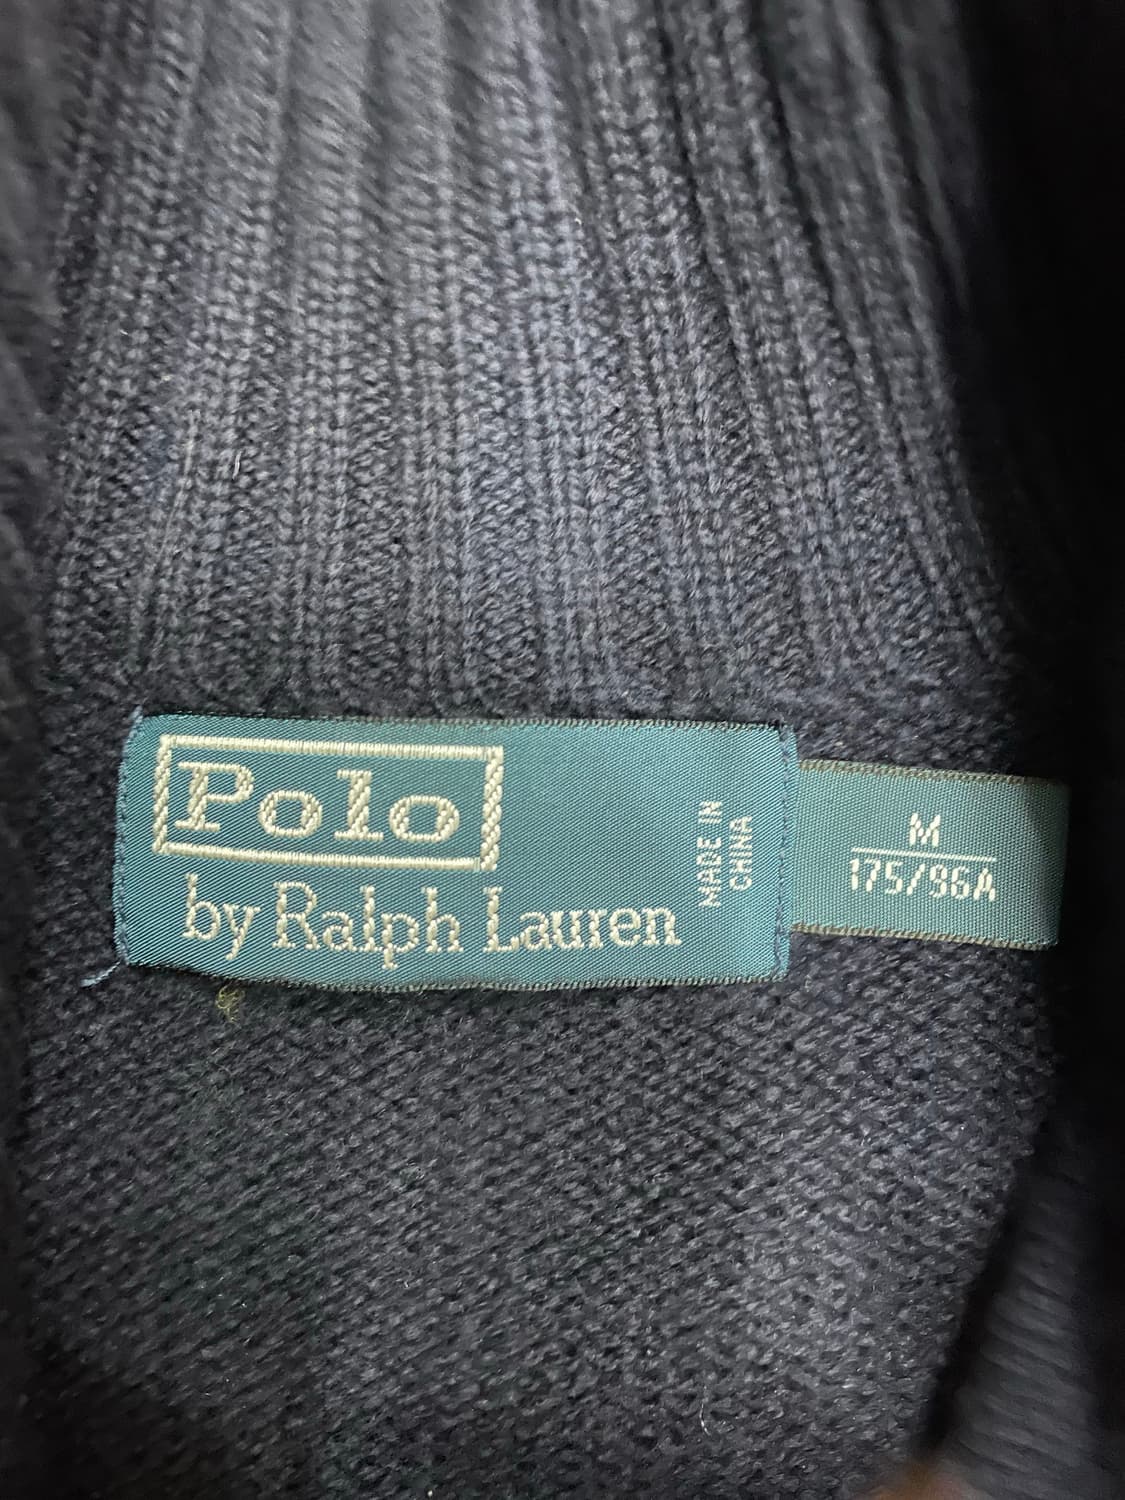 Polo
by Ralph Lauren
MADE IN
CHINA
M
175/96A